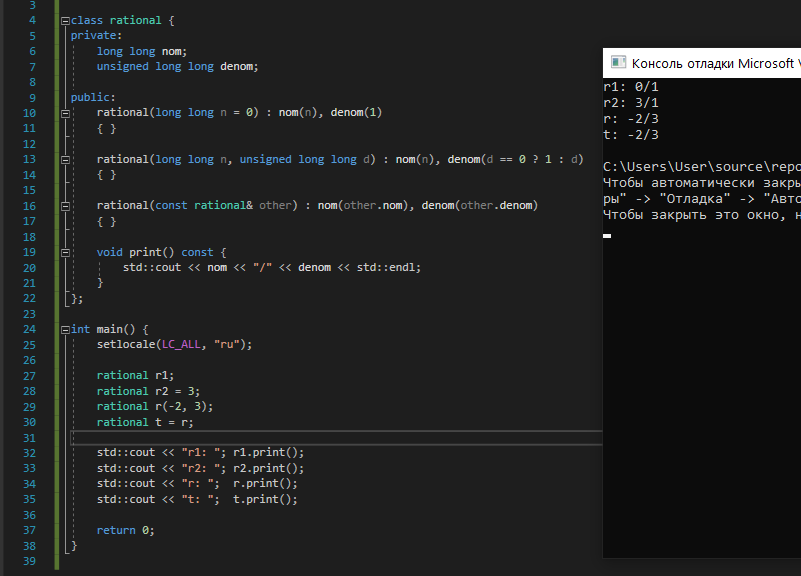 3
4 class rational {
5 private:
6 long long nom;
7 unsigned long long denom;
8
9 public:
10 rational(long long n = 0) : nom(n), denom(1)
11 { }
12
13 rational(long long n, unsigned long long d) : nom(n), denom(d == 0 ? 1 : d)
14 { }
15
16 rational(const rational& other) : nom(other.nom), denom(other.denom)
17 { }
18
19 void print() const {
20 std::cout << nom << "/" << denom << std::endl;
21 }
22 };
23
24 int main() {
25 setlocale(LC_ALL, "ru");
26
27 rational r1;
28 rational r2 = 3;
29 rational r(-2, 3);
30 rational t = r;
31
32 std::cout << "r1: "; r1.print();
33 std::cout << "r2: "; r2.print();
34 std::cout << "r: ";  r.print();
35 std::cout << "t: ";  t.print();
36
37 return 0;
38 }
39
Консоль отладки Microsoft V
r1: 0/1
r2: 3/1
r: -2/3
t: -2/3
C:\Users\User\source\repo
Чтобы автоматически закры
ры" -> "Отладка" -> "Авто
Чтобы закрыть это окно, н